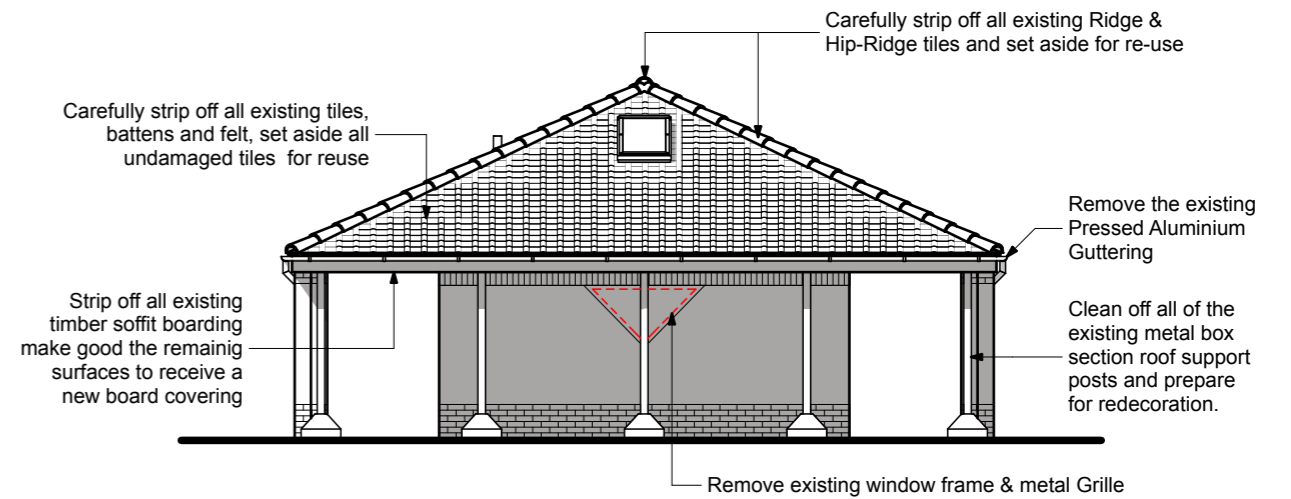 Carefully strip off all existing Ridge &
Hip-Ridge tiles and set aside for re-use
Carefully strip off all existing tiles,
battens and felt, set aside all
undamaged tiles for reuse
Remove the existing
Pressed Aluminium
Guttering
Strip off all existing
timber soffit boarding
make good the remainig
surfaces to receive a
new board covering
Clean off all of the
existing metal box
section roof support
posts and prepare
for redecoration.
Remove existing window frame & metal Grille